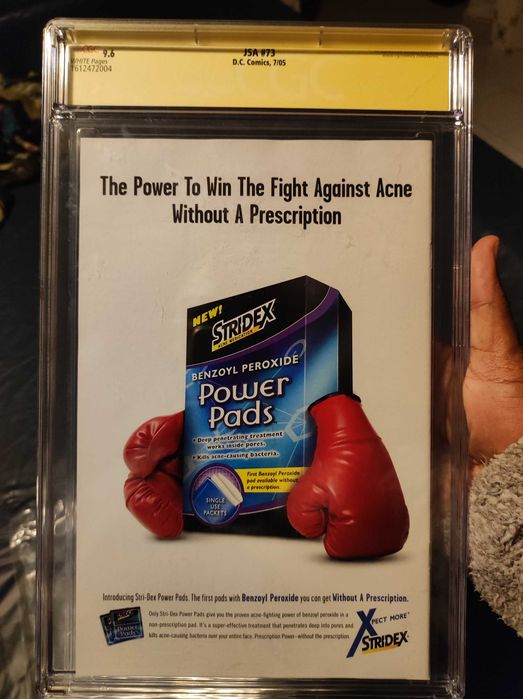 9.6
WHITE Pages
1612472004
JSA #73
D.C. Comics, 7/05
The Power To Win The Fight Against Acne
Without A Prescription
NEW!
STRIDEX
ACNE MEDICATION
BENZOYL PEROXIDE
Power
Pads
• Deep penetrating treatment
works inside pores.
• Kills acne-causing bacteria.
First Benzoyl Peroxide
pad available without
a prescription.
SINGLE
USE
PACKETS
Introducing Stri-Dex Power Pads. The first pads with Benzoyl Peroxide you can get Without A Prescription.
Only Stri-Dex Power Pads give you the proven acne-fighting power of benzoyl peroxide in a
non-prescription pad. It's a super-effective treatment that penetrates deep into pores and
kills acne-causing bacteria over your entire face. Prescription Power–without the prescription.
Power
Pads
XPECT MORE
STRIDEX